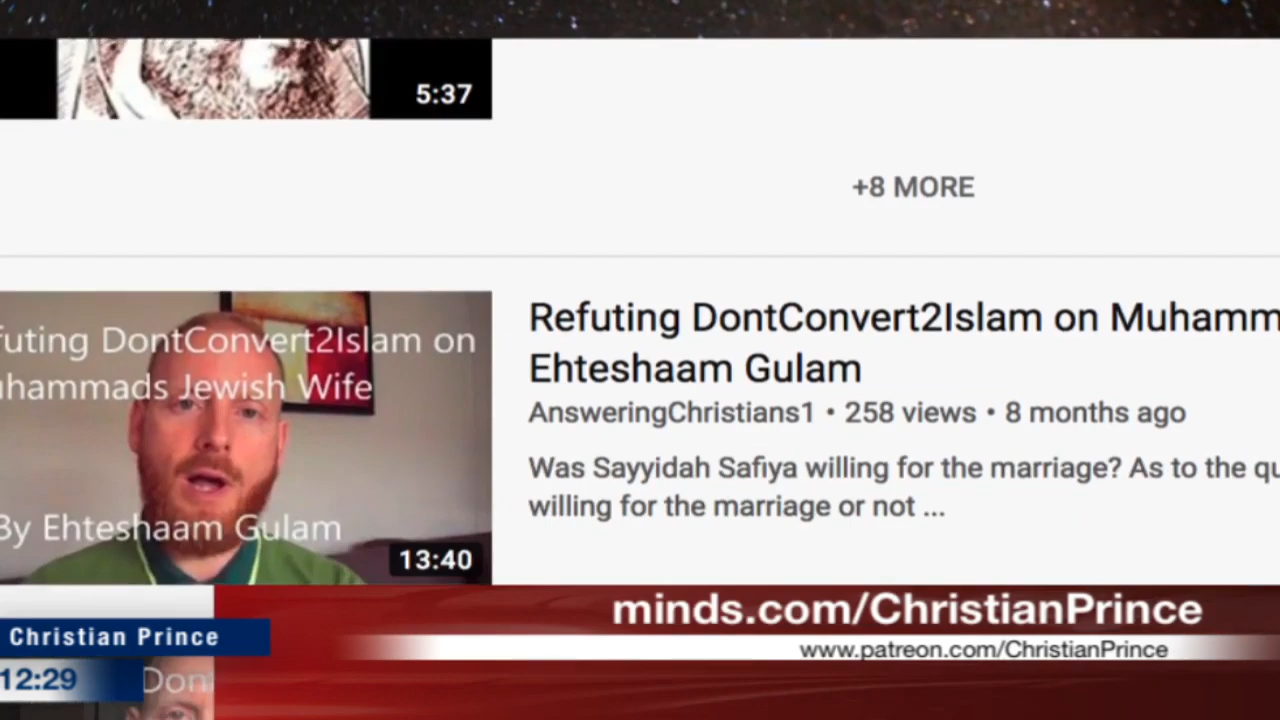 5:37
+8 MORE
futing DontConvert2Islam on
uhammads Jewish Wife
By Ehteshaam Gulam
13:40
Refuting DontConvert2Islam on Muhamm
Ehteshaam Gulam
AnsweringChristians1 • 258 views • 8 months ago
Was Sayyidah Safiya willing for the marriage? As to the qu
willing for the marriage or not ...
minds.com/ChristianPrince
Christian Prince
www.patreon.com/ChristianPrince
12:29
Dont